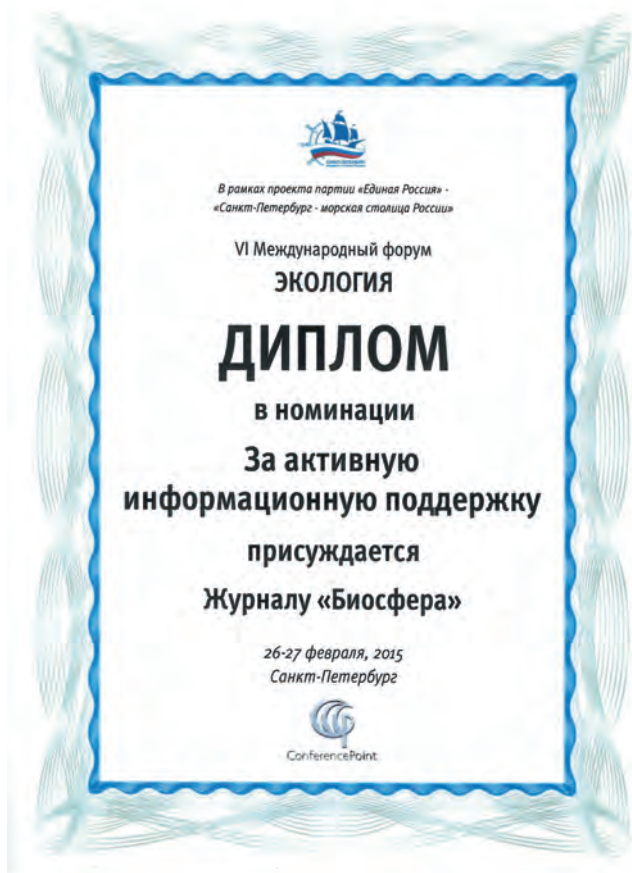 В рамках проекта партии «Единая Россия» -
«Санкт-Петербург - морская столица России»
VI Международный форум
ЭКОЛОГИЯ
ДИПЛОМ
в номинации
За активную
информационную поддержку
присуждается
Журналу «Биосфера»
26-27 февраля, 2015
Санкт-Петербург
ConferencePoint